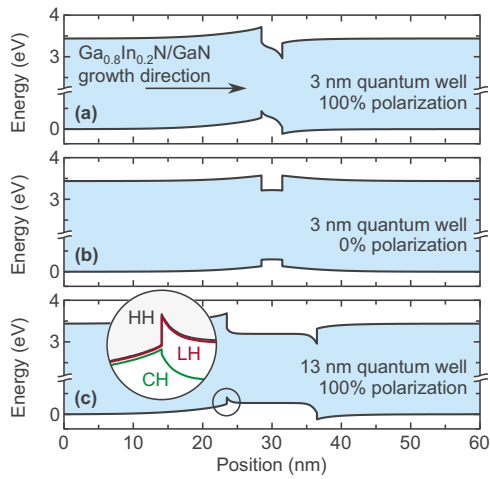 4
3
0
Energy (eV)
Ga0.8In0.2N/GaN
growth direction
3 nm quantum well
100% polarization
(a)
4
3
0
Energy (eV)
3 nm quantum well
0% polarization
(b)
4
3
0
Energy (eV)
HH
LH
CH
13 nm quantum well
100% polarization
(c)
0 10 20 30 40 50 60
Position (nm)